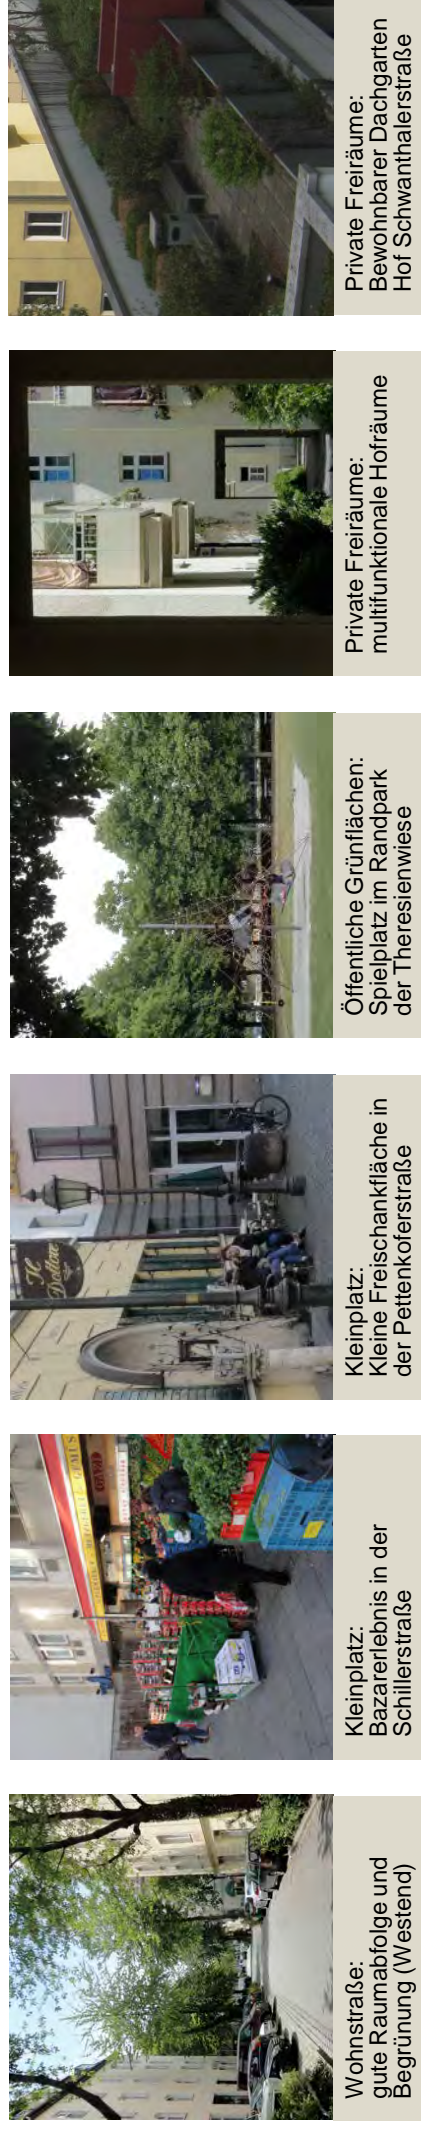 Wohnstraße:
gute Raumabfolge und
Begrünung (Westend)
Kleinplatz:
Bazarerlebnis in der
Schillerstraße
Kleinplatz:
Kleine Freischankfläche in
der Pettenkoferstraße
Öffentliche Grünflächen:
Spielplatz im Randpark
der Theresienwiese
Private Freiräume:
multifunktionale Hofräume
Private Freiräume:
Bewohnbarer Dachgarten
Hof Schwanthalerstraße